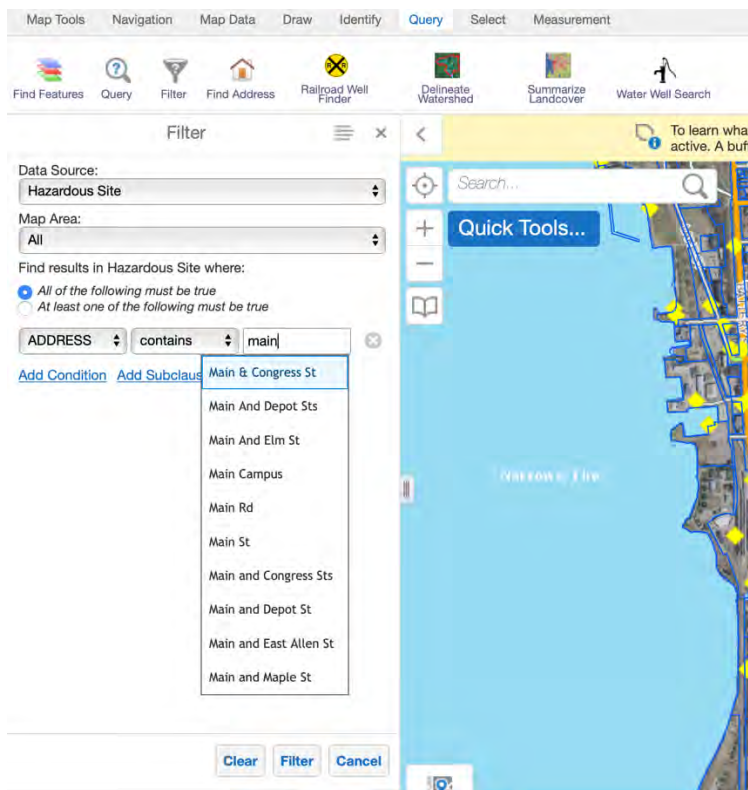 Map Tools Navigation Map Data Draw Identify Query Select Measurement
Find Features Query Filter Find Address Railroad Well Finder Delineate Watershed Summarize Landcover Water Well Search
Filter
To learn wha
active. A buf
Data Source:
Hazardous Site
Search...
Map Area:
All
Quick Tools...
Find results in Hazardous Site where:
All of the following must be true
At least one of the following must be true
ADDRESS contains main
Add Condition Add Subclaus
Main & Congress St
Main And Depot Sts
Main And Elm St
Main Campus
Main Rd
Main St
Main and Congress Sts
Main and Depot St
Main and East Allen St
Main and Maple St
Narrows, The
Clear Filter Cancel